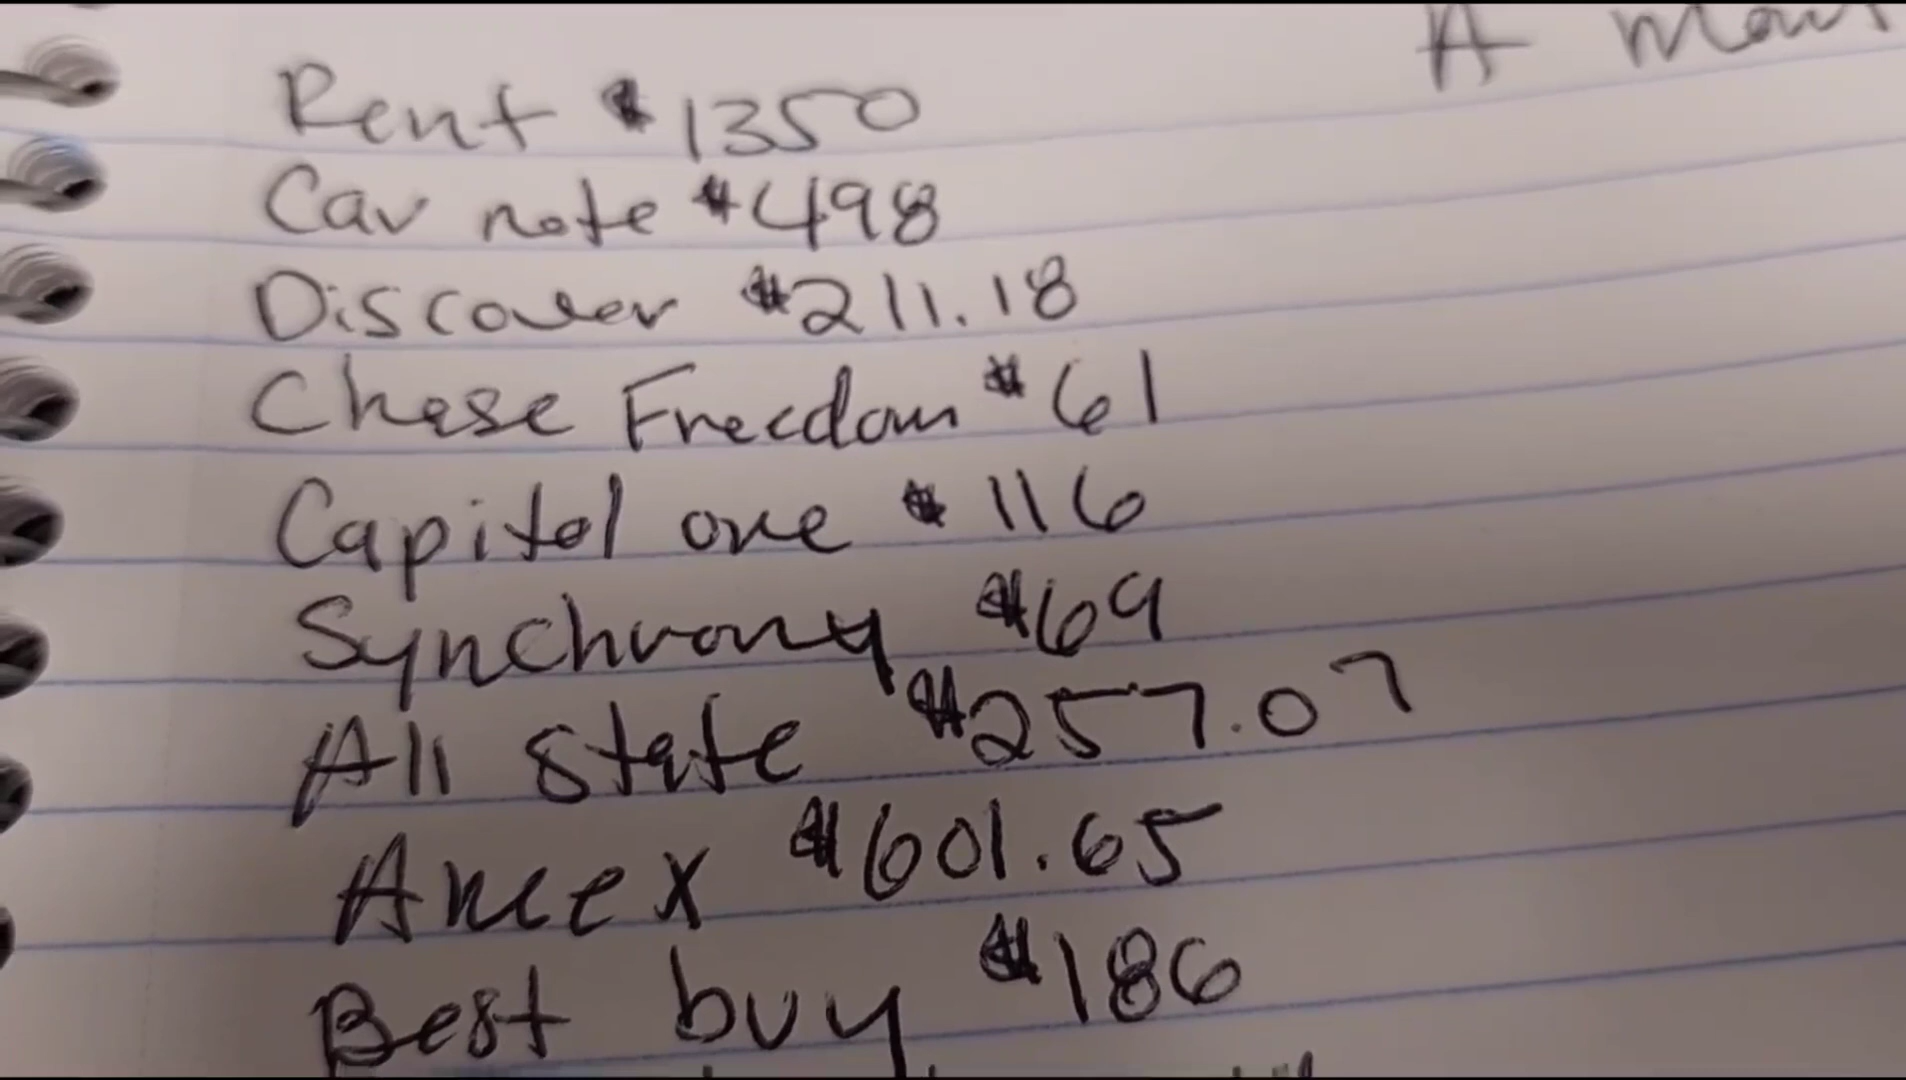 A
Rent $1350
Car note $498
Discover $211.18
Chase Freedom $61
Capitol one $116
Synchrony $69
All state $257.07
Amex $601.65
Best buy $186